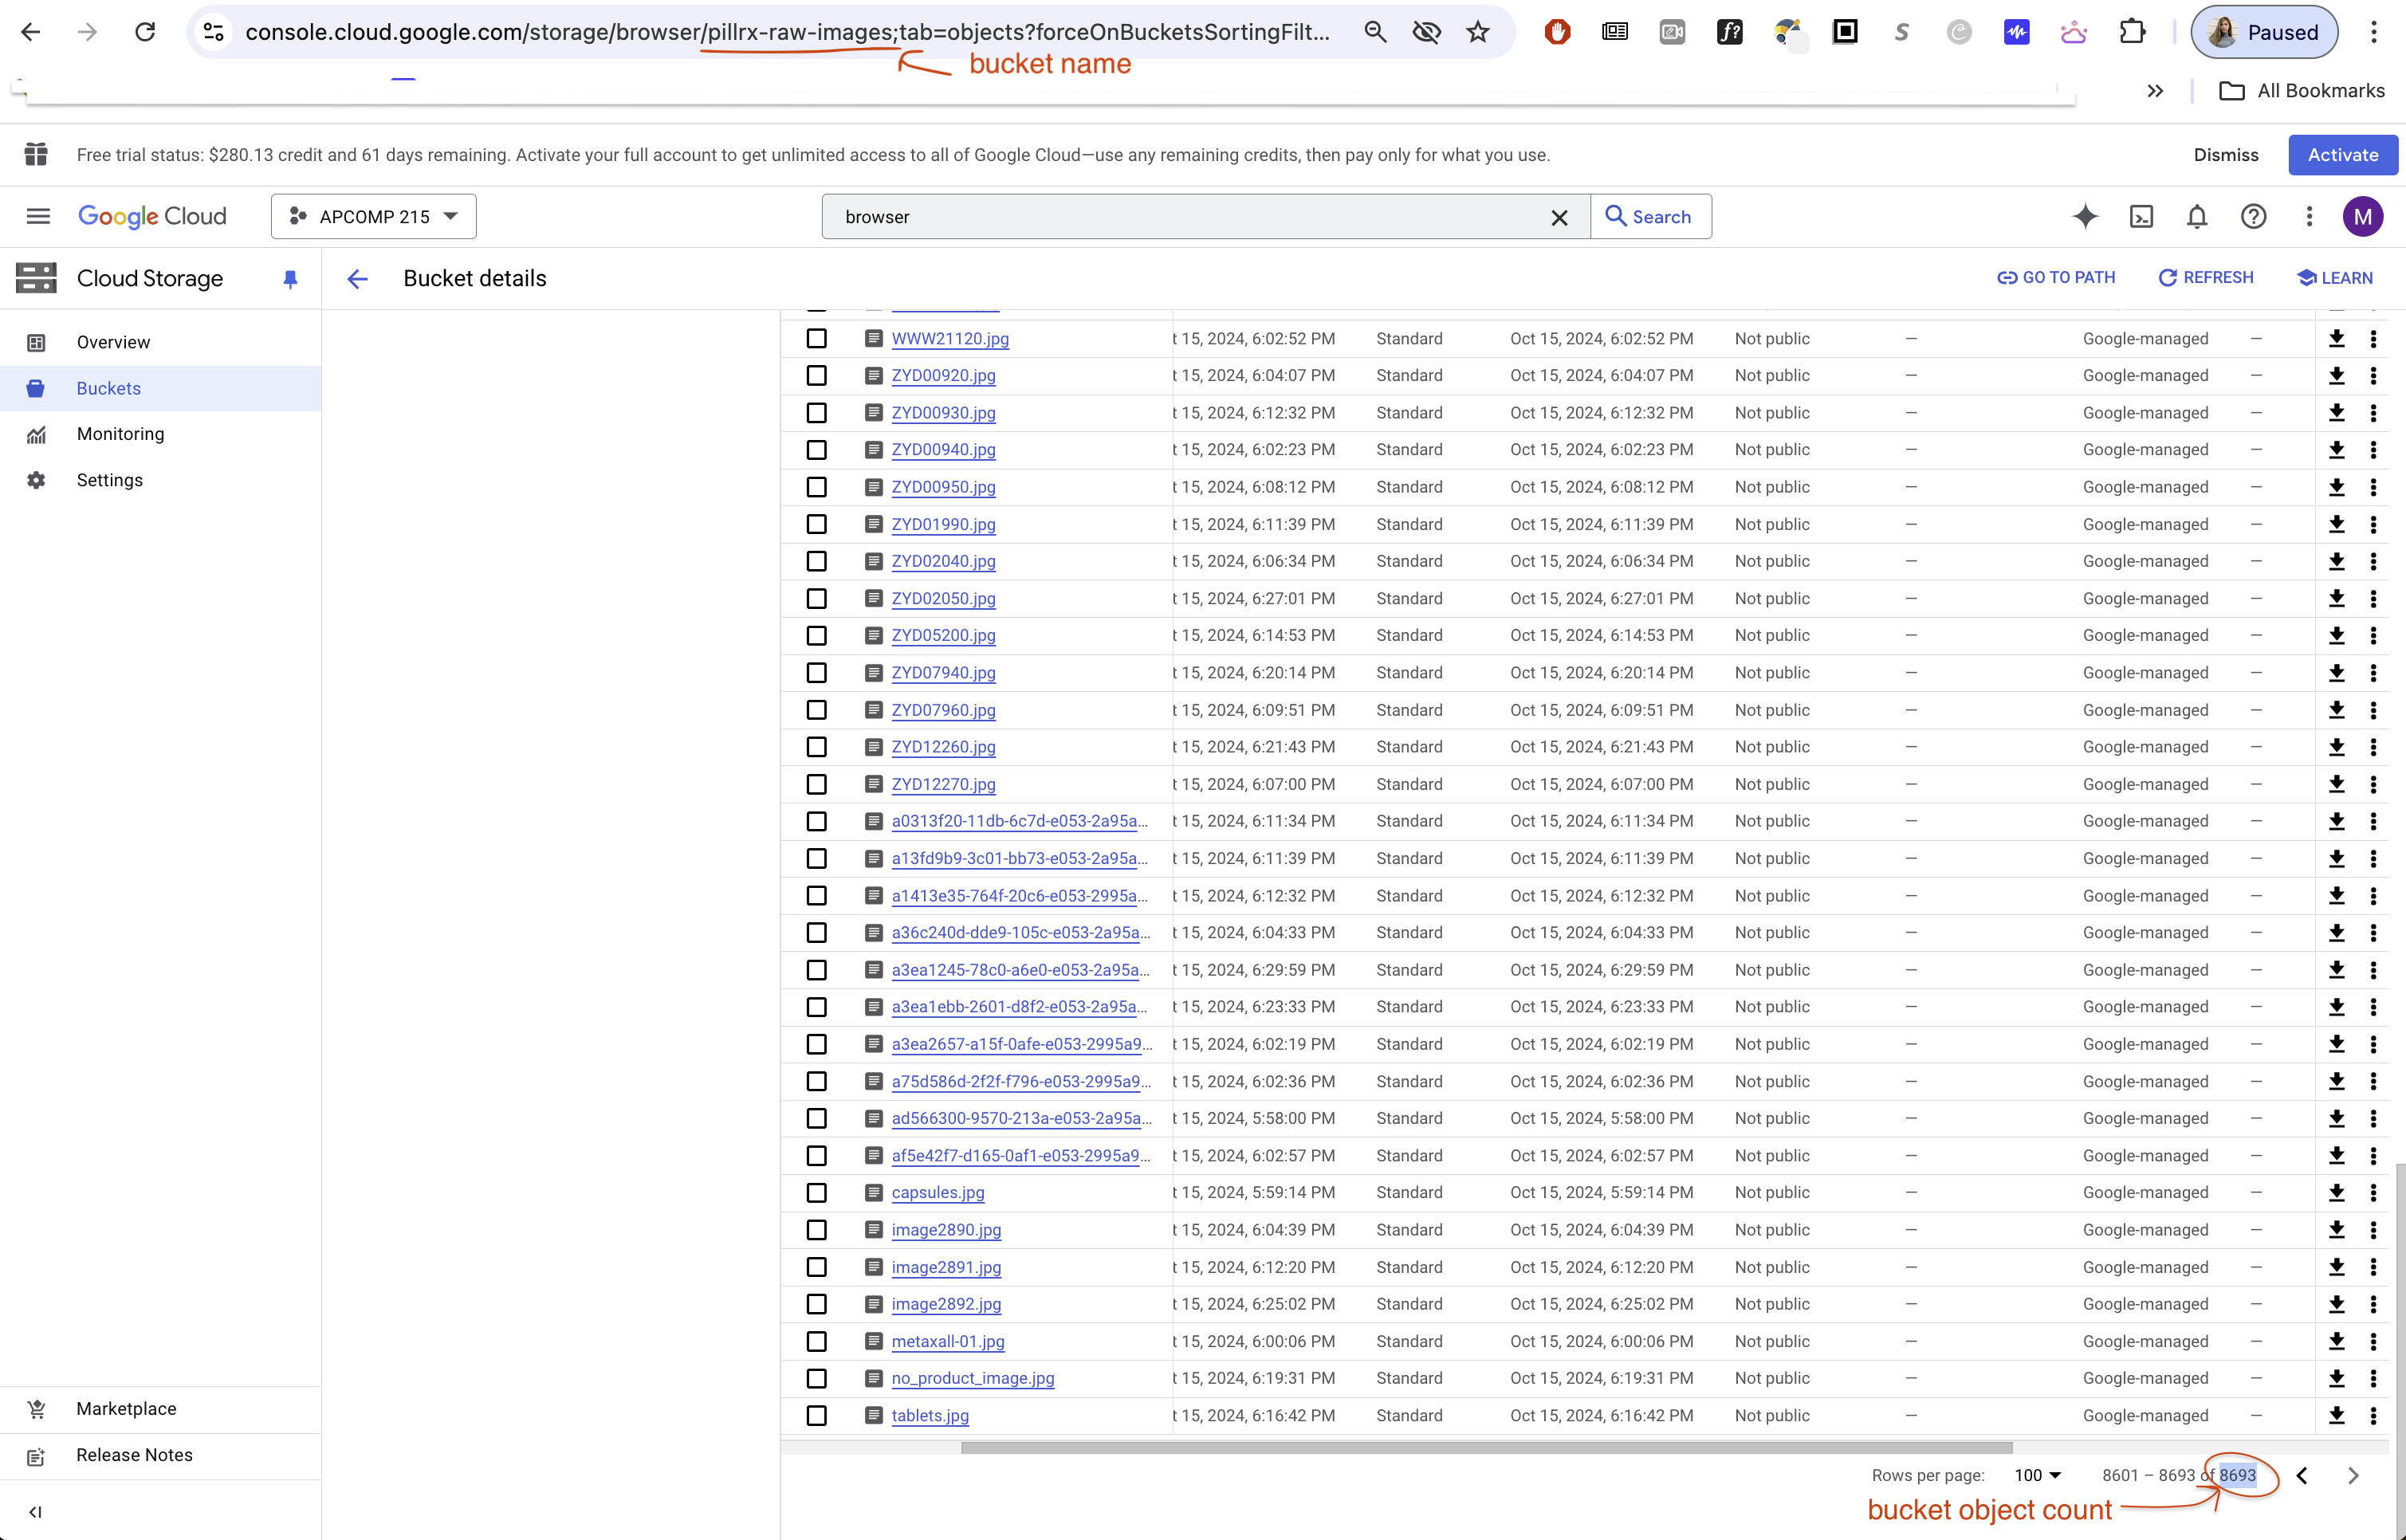 console.cloud.google.com/storage/browser/pillrx-raw-images;tab=objects?forceOnBucketsSortingFilt...
Paused
bucket name
All Bookmarks
Free trial status: $280.13 credit and 61 days remaining. Activate your full account to get unlimited access to all of Google Cloud—use any remaining credits, then pay only for what you use.
Dismiss
Activate
Google Cloud
APCOMP 215
browser
Search
M
Cloud Storage
Bucket details
GO TO PATH
REFRESH
LEARN
Overview
Buckets
Monitoring
Settings
WWW21120.jpg t 15, 2024, 6:02:52 PM Standard Oct 15, 2024, 6:02:52 PM Not public — Google-managed —
ZYD00920.jpg t 15, 2024, 6:04:07 PM Standard Oct 15, 2024, 6:04:07 PM Not public — Google-managed —
ZYD00930.jpg t 15, 2024, 6:12:32 PM Standard Oct 15, 2024, 6:12:32 PM Not public — Google-managed —
ZYD00940.jpg t 15, 2024, 6:02:23 PM Standard Oct 15, 2024, 6:02:23 PM Not public — Google-managed —
ZYD00950.jpg t 15, 2024, 6:08:12 PM Standard Oct 15, 2024, 6:08:12 PM Not public — Google-managed —
ZYD01990.jpg t 15, 2024, 6:11:39 PM Standard Oct 15, 2024, 6:11:39 PM Not public — Google-managed —
ZYD02040.jpg t 15, 2024, 6:06:34 PM Standard Oct 15, 2024, 6:06:34 PM Not public — Google-managed —
ZYD02050.jpg t 15, 2024, 6:27:01 PM Standard Oct 15, 2024, 6:27:01 PM Not public — Google-managed —
ZYD05200.jpg t 15, 2024, 6:14:53 PM Standard Oct 15, 2024, 6:14:53 PM Not public — Google-managed —
ZYD07940.jpg t 15, 2024, 6:20:14 PM Standard Oct 15, 2024, 6:20:14 PM Not public — Google-managed —
ZYD07960.jpg t 15, 2024, 6:09:51 PM Standard Oct 15, 2024, 6:09:51 PM Not public — Google-managed —
ZYD12260.jpg t 15, 2024, 6:21:43 PM Standard Oct 15, 2024, 6:21:43 PM Not public — Google-managed —
ZYD12270.jpg t 15, 2024, 6:07:00 PM Standard Oct 15, 2024, 6:07:00 PM Not public — Google-managed —
a0313f20-11db-6c7d-e053-2a95a... t 15, 2024, 6:11:34 PM Standard Oct 15, 2024, 6:11:34 PM Not public — Google-managed —
a13fd9b9-3c01-bb73-e053-2a95a... t 15, 2024, 6:11:39 PM Standard Oct 15, 2024, 6:11:39 PM Not public — Google-managed —
a1413e35-764f-20c6-e053-2995a... t 15, 2024, 6:12:32 PM Standard Oct 15, 2024, 6:12:32 PM Not public — Google-managed —
a36c240d-dde9-105c-e053-2a95a... t 15, 2024, 6:04:33 PM Standard Oct 15, 2024, 6:04:33 PM Not public — Google-managed —
a3ea1245-78c0-a6e0-e053-2a95a... t 15, 2024, 6:29:59 PM Standard Oct 15, 2024, 6:29:59 PM Not public — Google-managed —
a3ea1ebb-2601-d8f2-e053-2a95a... t 15, 2024, 6:23:33 PM Standard Oct 15, 2024, 6:23:33 PM Not public — Google-managed —
a3ea2657-a15f-0afe-e053-2995a9... t 15, 2024, 6:02:19 PM Standard Oct 15, 2024, 6:02:19 PM Not public — Google-managed —
a75d586d-2f2f-f796-e053-2995a9... t 15, 2024, 6:02:36 PM Standard Oct 15, 2024, 6:02:36 PM Not public — Google-managed —
ad566300-9570-213a-e053-2a95a... t 15, 2024, 5:58:00 PM Standard Oct 15, 2024, 5:58:00 PM Not public — Google-managed —
af5e42f7-d165-0af1-e053-2995a9... t 15, 2024, 6:02:57 PM Standard Oct 15, 2024, 6:02:57 PM Not public — Google-managed —
capsules.jpg t 15, 2024, 5:59:14 PM Standard Oct 15, 2024, 5:59:14 PM Not public — Google-managed —
image2890.jpg t 15, 2024, 6:04:39 PM Standard Oct 15, 2024, 6:04:39 PM Not public — Google-managed —
image2891.jpg t 15, 2024, 6:12:20 PM Standard Oct 15, 2024, 6:12:20 PM Not public — Google-managed —
image2892.jpg t 15, 2024, 6:25:02 PM Standard Oct 15, 2024, 6:25:02 PM Not public — Google-managed —
metaxall-01.jpg t 15, 2024, 6:00:06 PM Standard Oct 15, 2024, 6:00:06 PM Not public — Google-managed —
no_product_image.jpg t 15, 2024, 6:19:31 PM Standard Oct 15, 2024, 6:19:31 PM Not public — Google-managed —
tablets.jpg t 15, 2024, 6:16:42 PM Standard Oct 15, 2024, 6:16:42 PM Not public — Google-managed —
Marketplace
Release Notes
Rows per page: 100 8601 – 8693 of 8693
bucket object count